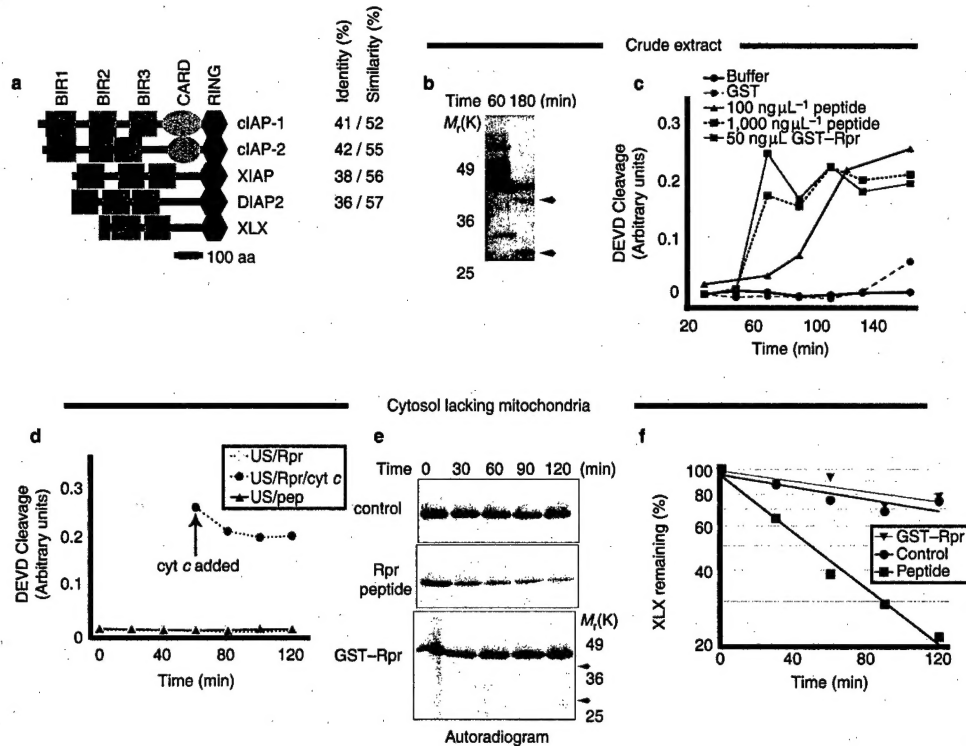 Crude extract
a
BIR1
BIR2
BIR3
CARD
RING
Identity (%)
Similarity (%)
cIAP-1 41 / 52
cIAP-2 42 / 55
XIAP 38 / 56
DIAP2 36 / 57
XLX
100 aa
b
Time 60 180 (min)
Mr(K)
49
36
25
c
Buffer
GST
100 ng µL–1 peptide
1,000 ng µL–1 peptide
50 ng µL GST–Rpr
DEVD Cleavage
(Arbitrary units)
0.3
0.2
0.1
0
20 60 100 140
Time (min)
Cytosol lacking mitochondria
d
US/Rpr
US/Rpr/cyt c
US/pep
DEVD Cleavage
(Arbitrary units)
0.3
0.2
0.1
0
cyt c added
0 40 80 120
Time (min)
e
Time 0 30 60 90 120 (min)
control
Rpr
peptide
GST–Rpr
Mr(K)
49
36
25
Autoradiogram
f
XLX remaining (%)
100
80
60
40
20
GST–Rpr
Control
Peptide
0 40 80 120
Time (min)